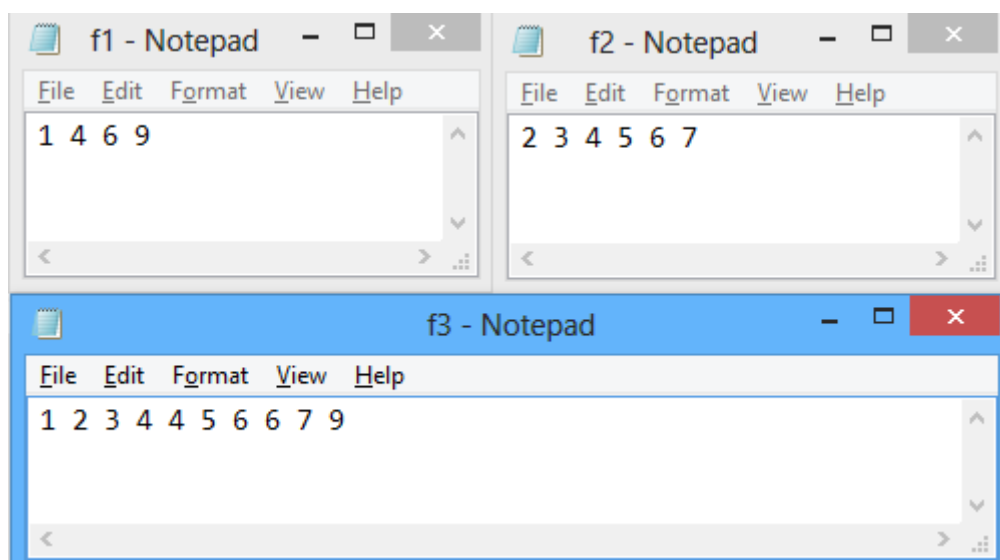 f1 - Notepad
File Edit Format View Help
1 4 6 9
f2 - Notepad
File Edit Format View Help
2 3 4 5 6 7
f3 - Notepad
File Edit Format View Help
1 2 3 4 4 5 6 6 7 9